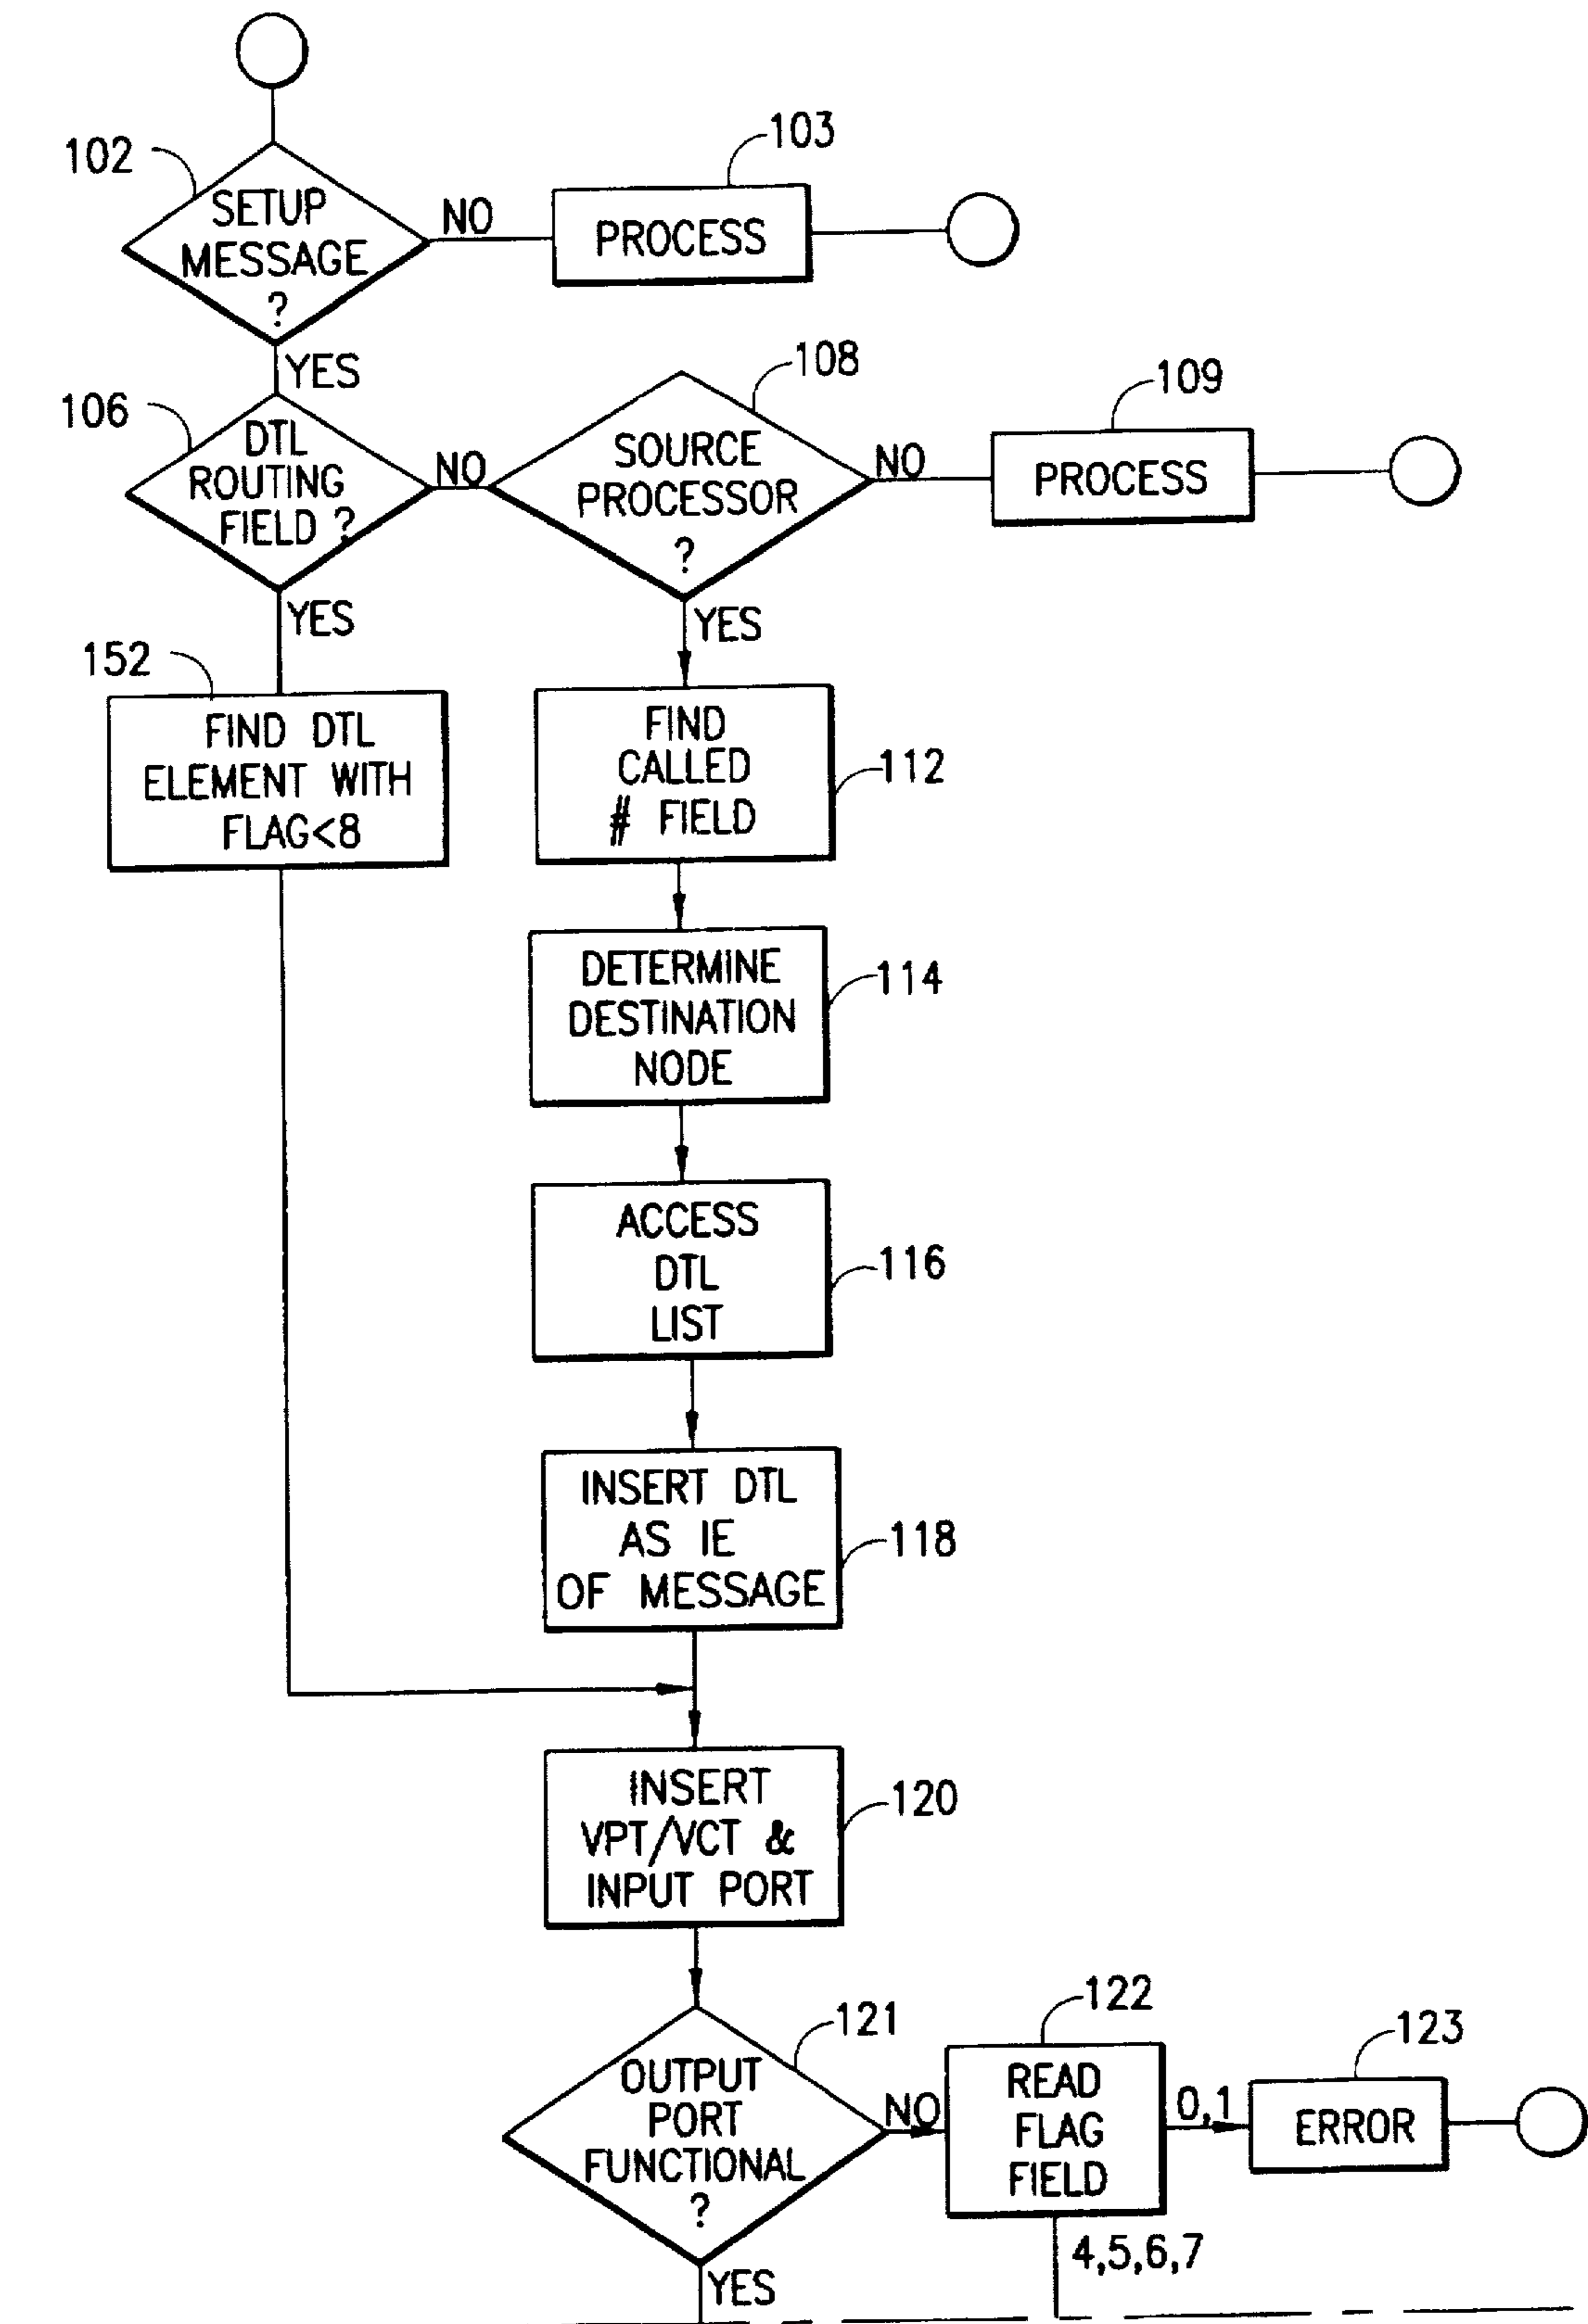 102
SETUP
MESSAGE
?
NO
103
PROCESS
YES
106
DTL
ROUTING
FIELD ?
NO
108
SOURCE
PROCESSOR
?
NO
109
PROCESS
YES
YES
152
FIND DTL
ELEMENT WITH
FLAG<8
FIND
CALLED
# FIELD
112
DETERMINE
DESTINATION
NODE
114
ACCESS
DTL
LIST
116
INSERT DTL
AS IE
OF MESSAGE
118
INSERT
VPT/VCT &
INPUT PORT
120
OUTPUT
PORT
FUNCTIONAL
?
121
NO
122
READ
FLAG
FIELD
0,1
123
ERROR
4,5,6,7
YES